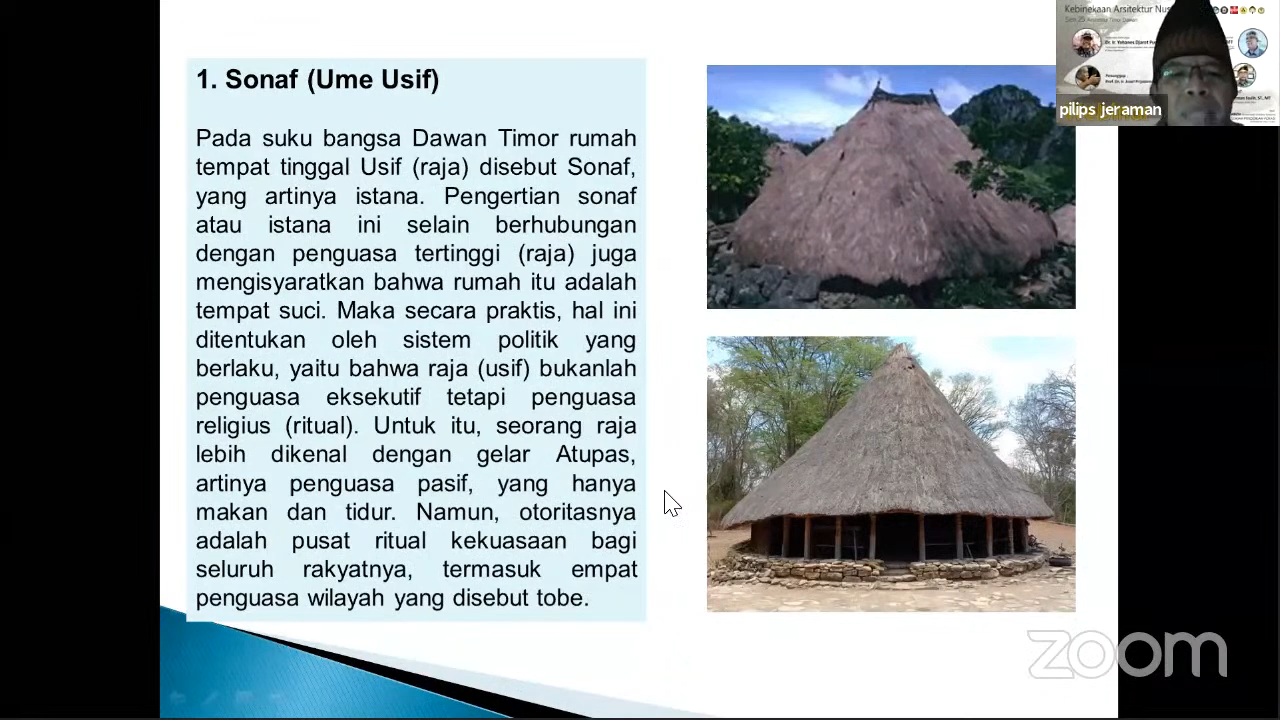 1. Sonaf (Ume Usif)
Pada suku bangsa Dawan Timor rumah
tempat tinggal Usif (raja) disebut Sonaf,
yang artinya istana. Pengertian sonaf
atau istana ini selain berhubungan
dengan penguasa tertinggi (raja) juga
mengisyaratkan bahwa rumah itu adalah
tempat suci. Maka secara praktis, hal ini
ditentukan oleh sistem politik yang
berlaku, yaitu bahwa raja (usif) bukanlah
penguasa eksekutif tetapi penguasa
religius (ritual). Untuk itu, seorang raja
lebih dikenal dengan gelar Atupas,
artinya penguasa pasif, yang hanya
makan dan tidur. Namun, otoritasnya
adalah pusat ritual kekuasaan bagi
seluruh rakyatnya, termasuk empat
penguasa wilayah yang disebut tobe.
Kebinekaan Arsitektur Nus
pilips jeraman
zoom